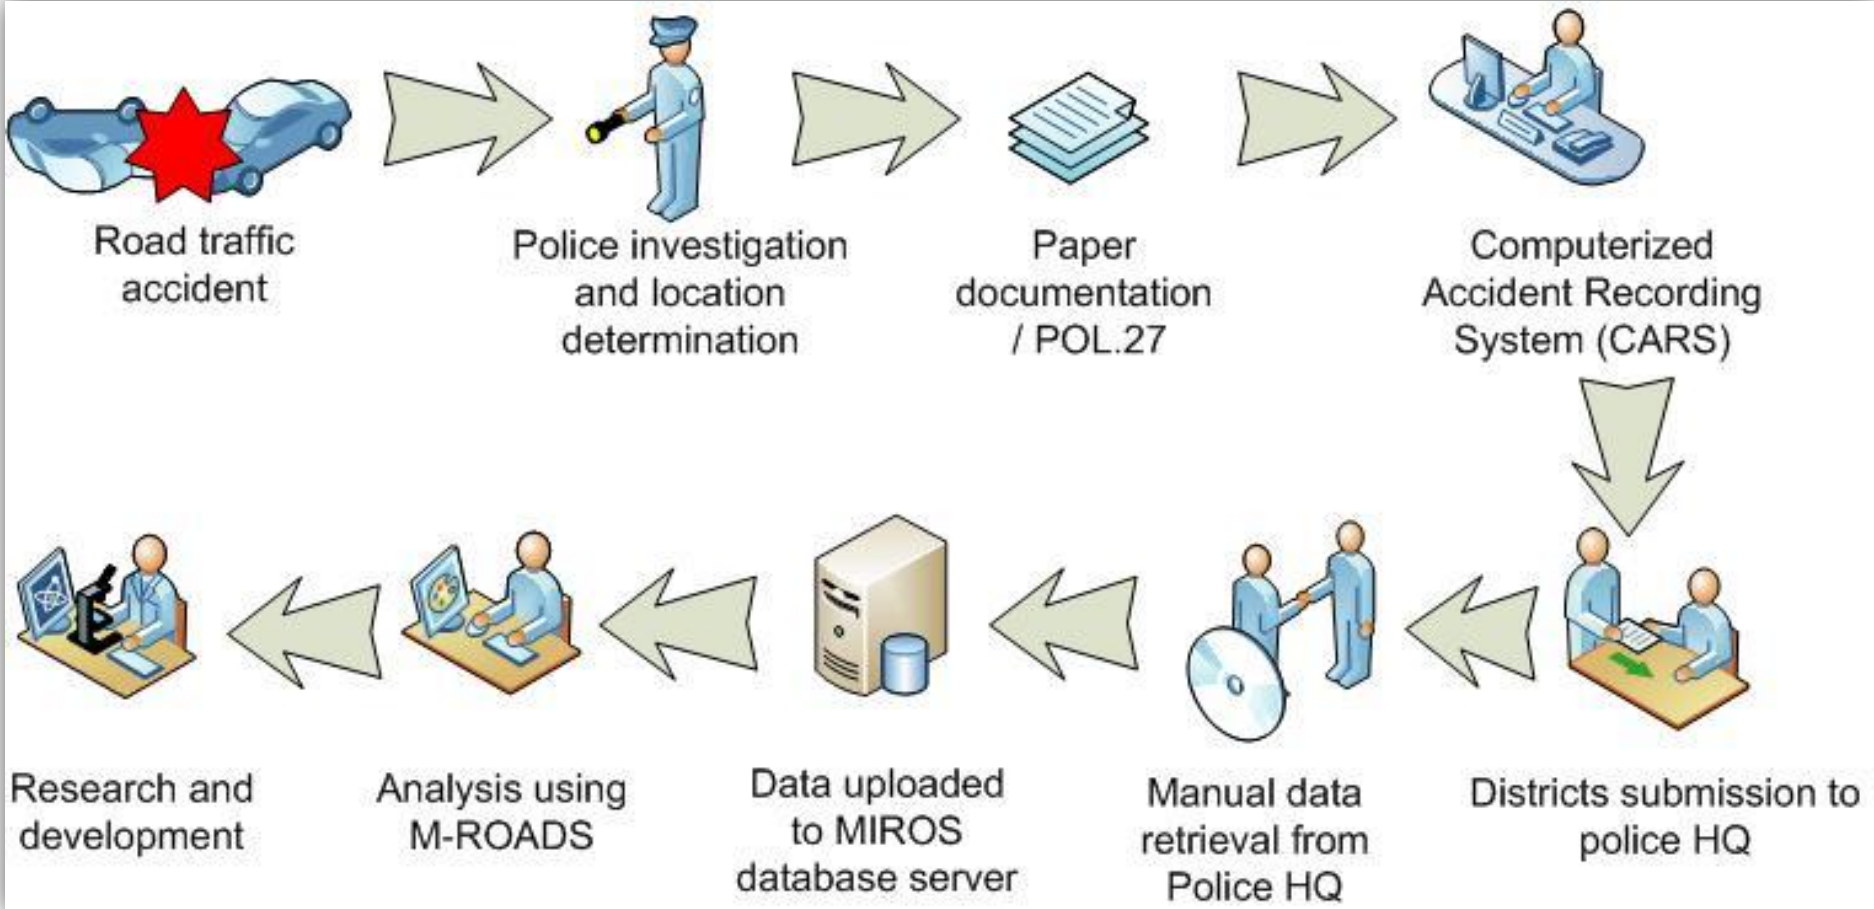 Road traffic
accident
Police investigation
and location
determination
Paper
documentation
/ POL.27
Computerized
Accident Recording
System (CARS)
Districts submission to
police HQ
Manual data
retrieval from
Police HQ
Data uploaded
to MIROS
database server
Analysis using
M-ROADS
Research and
development